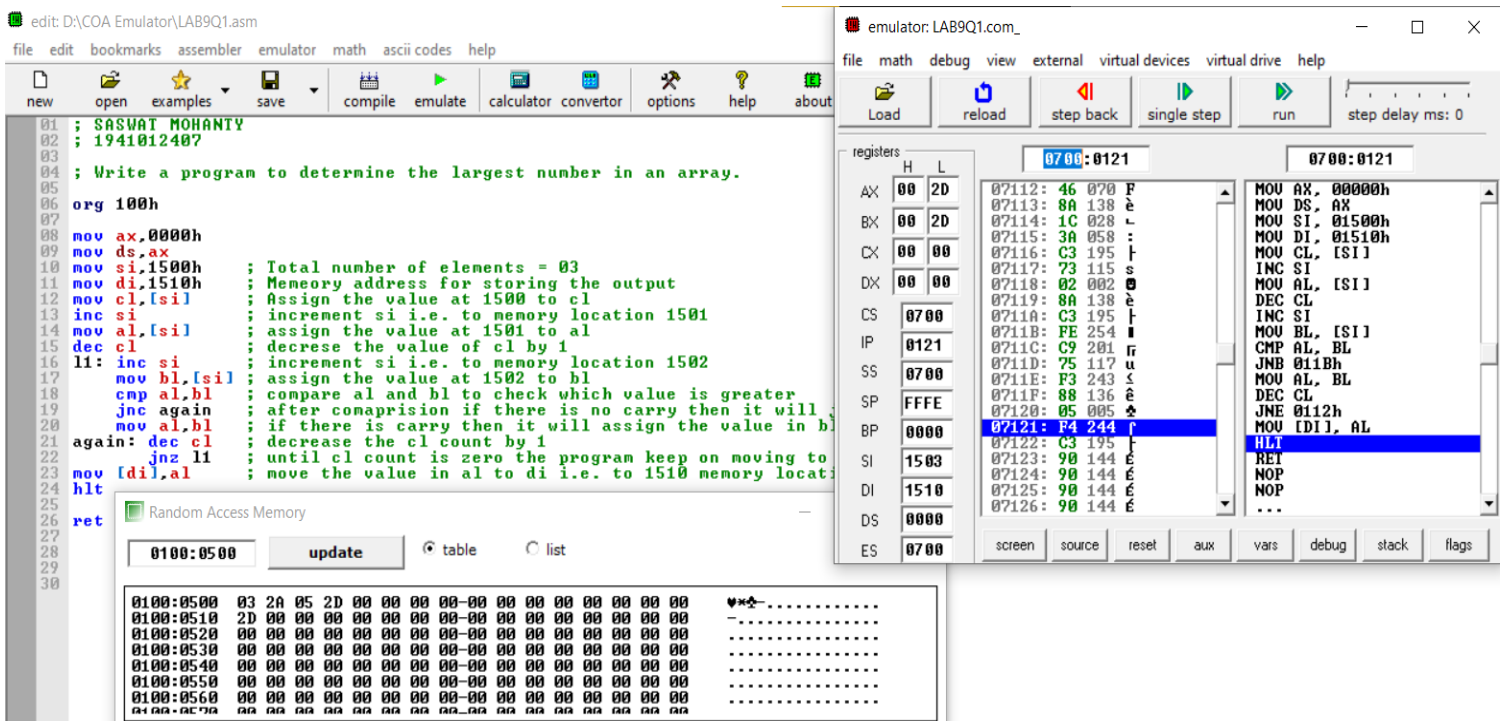 edit: D:\COA Emulator\LAB9Q1.asm
file edit bookmarks assembler emulator math ascii codes help
new open examples save compile emulate calculator convertor options help about
01 ; SASWAT MOHANTY
02 ; 1941012407
03
04 ; Write a program to determine the largest number in an array.
05
06 org 100h
07
08 mov ax,0000h
09 mov ds,ax
10 mov si,1500h ; Total number of elements = 03
11 mov di,1510h ; Memeory address for storing the output
12 mov cl,[si] ; Assign the value at 1500 to cl
13 inc si ; increment si i.e. to memory location 1501
14 mov al,[si] ; assign the value at 1501 to al
15 dec cl ; decrese the value of cl by 1
16 l1: inc si ; increment si i.e. to memory location 1502
17 mov bl,[si] ; assign the value at 1502 to bl
18 cmp al,bl ; compare al and bl to check which value is greater
19 jnc again ; after comaprision if there is no carry then it will
20 mov al,bl ; if there is carry then it will assign the value in bl
21 again: dec cl ; decrease the cl count by 1
22 jnz l1 ; until cl count is zero the program keep on moving to
23 mov [di],al ; move the value in al to di i.e. to 1510 memory locati
24 hlt
25
26 ret
27
28
29
30
Random Access Memory
0100:0500 update table list
0100:0500 03 2A 05 2D 00 00 00 00-00 00 00 00 00 00 00 00 ♥*♣-............
0100:0510 2D 00 00 00 00 00 00 00-00 00 00 00 00 00 00 00 -...............
0100:0520 00 00 00 00 00 00 00 00-00 00 00 00 00 00 00 00 ................
0100:0530 00 00 00 00 00 00 00 00-00 00 00 00 00 00 00 00 ................
0100:0540 00 00 00 00 00 00 00 00-00 00 00 00 00 00 00 00 ................
0100:0550 00 00 00 00 00 00 00 00-00 00 00 00 00 00 00 00 ................
0100:0560 00 00 00 00 00 00 00 00-00 00 00 00 00 00 00 00 ................
0100:0570 00 00 00 00 00 00 00 00-00 00 00 00 00 00 00 00
emulator: LAB9Q1.com_
file math debug view external virtual devices virtual drive help
Load reload step back single step run step delay ms: 0
registers
H L
AX 00 2D
BX 00 2D
CX 00 00
DX 00 00
CS 0700
IP 0121
SS 0700
SP FFFE
BP 0000
SI 1503
DI 1510
DS 0000
ES 0700
0700:0121
07112: 46 070 F
07113: 8A 138 è
07114: 1C 028 ∟
07115: 3A 058 :
07116: C3 195 ├
07117: 73 115 s
07118: 02 002 ☻
07119: 8A 138 è
0711A: C3 195 ├
0711B: FE 254 ■
0711C: C9 201 ╔
0711D: 75 117 u
0711E: F3 243 ≤
0711F: 88 136 ê
07120: 05 005 ♣
07121: F4 244 ⌠
07122: C3 195 ├
07123: 90 144 É
07124: 90 144 É
07125: 90 144 É
07126: 90 144 É
0700:0121
MOV AX, 00000h
MOV DS, AX
MOV SI, 01500h
MOV DI, 01510h
MOV CL, [SI]
INC SI
MOV AL, [SI]
DEC CL
INC SI
MOV BL, [SI]
CMP AL, BL
JNB 011Bh
MOV AL, BL
DEC CL
JNE 0112h
MOV [DI], AL
HLT
RET
NOP
NOP
...
screen source reset aux vars debug stack flags